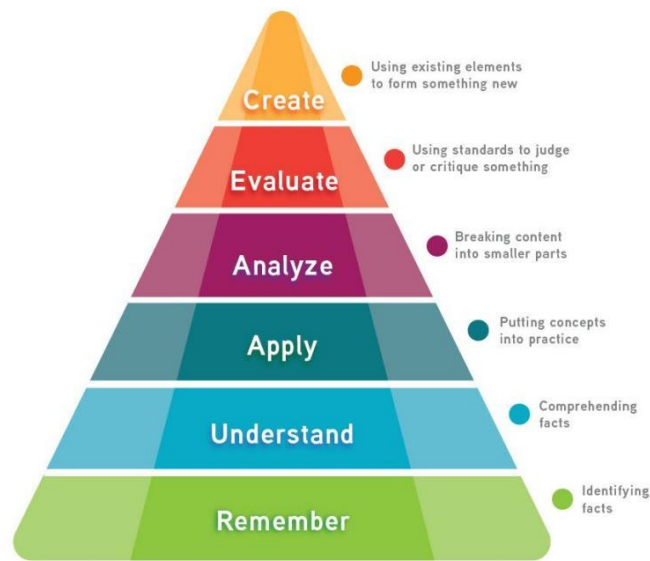 Create
Using existing elements
to form something new
Evaluate
Using standards to judge
or critique something
Analyze
Breaking content
into smaller parts
Apply
Putting concepts
into practice
Understand
Comprehending
facts
Remember
Identifying
facts